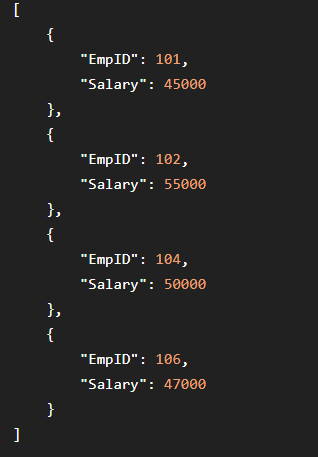 [
    {
        "EmpID": 101,
        "Salary": 45000
    },
    {
        "EmpID": 102,
        "Salary": 55000
    },
    {
        "EmpID": 104,
        "Salary": 50000
    },
    {
        "EmpID": 106,
        "Salary": 47000
    }
]